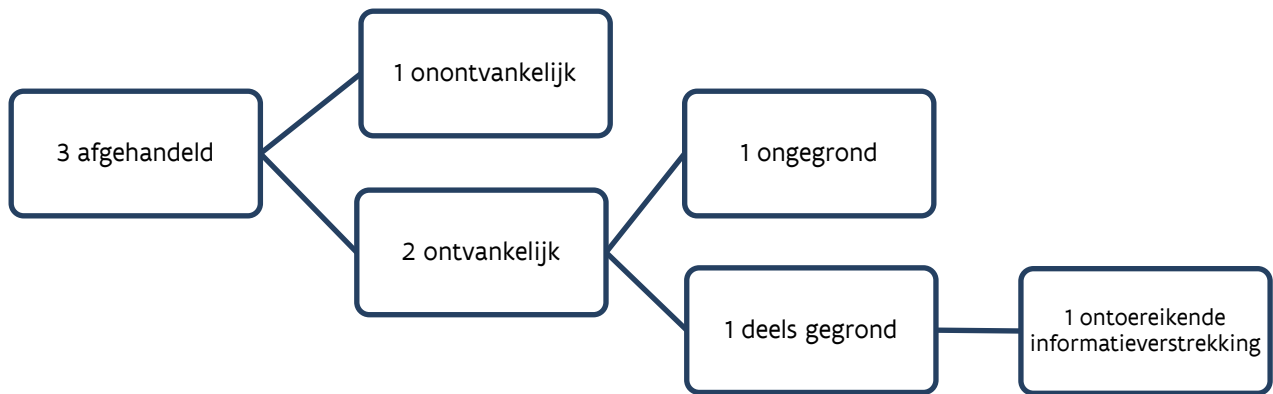 1 onontvankelijk
3 afgehandeld
1 ongegrond
2 ontvankelijk
1 deels gegrond
1 ontoereikende
informatieverstrekking